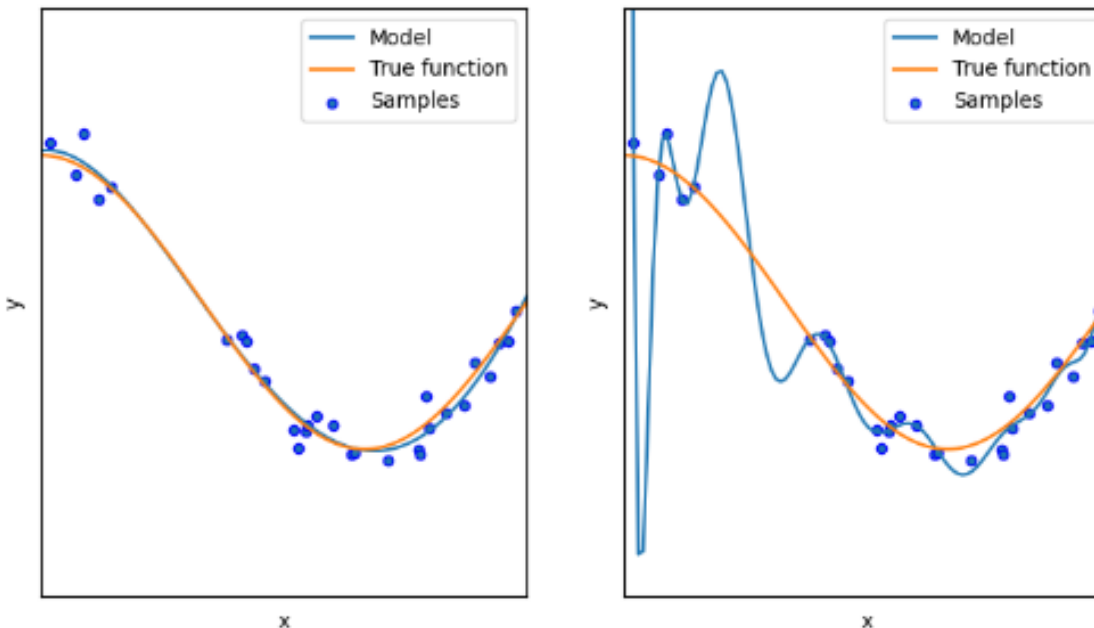 Model
True function
Samples
y
x
Model
True function
Samples
y
x